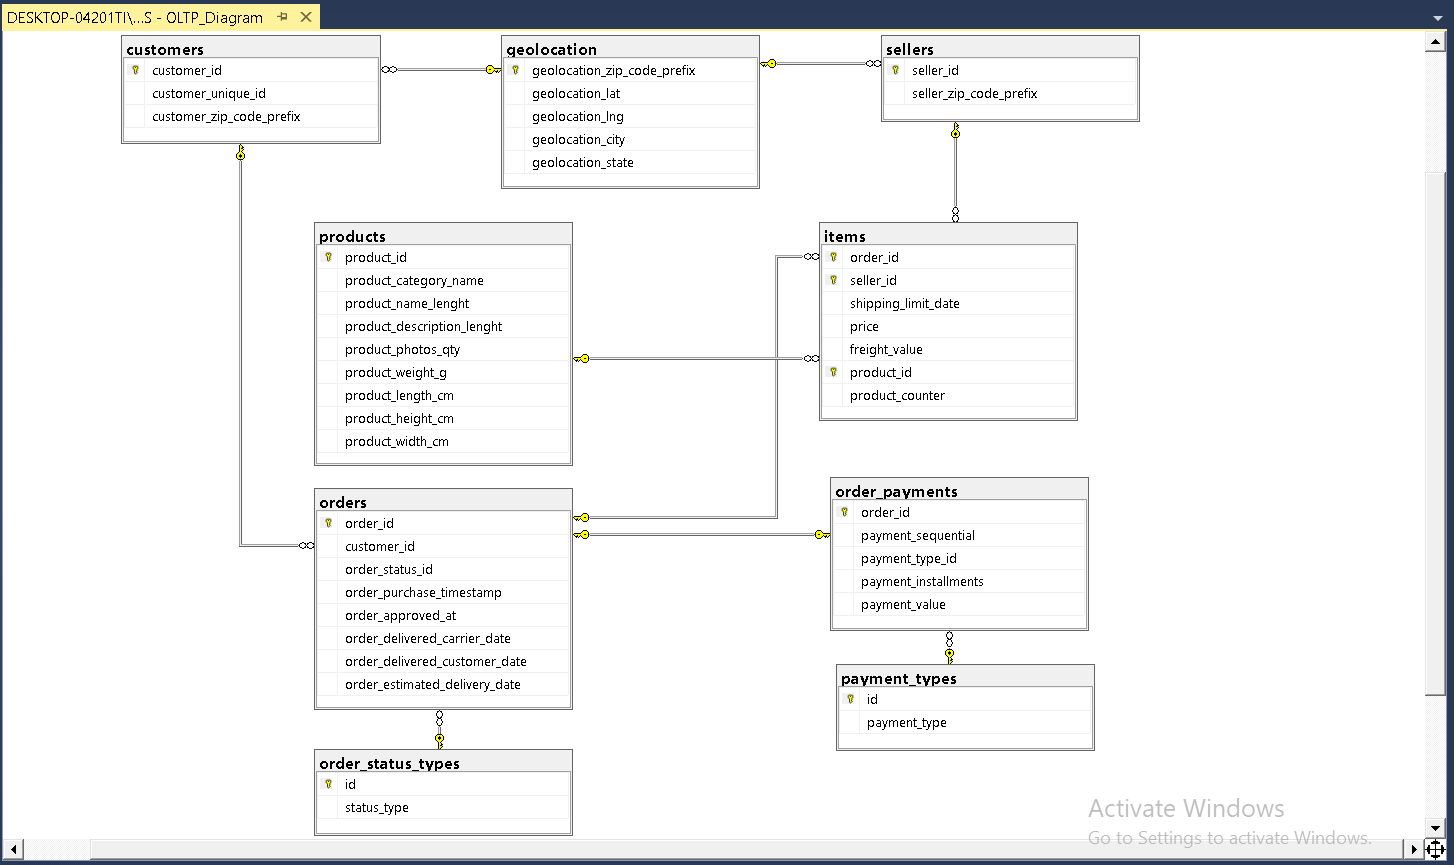 DESKTOP-04201TI\...S - OLTP_Diagram
customers
customer_id
customer_unique_id
customer_zip_code_prefix
geolocation
geolocation_zip_code_prefix
geolocation_lat
geolocation_lng
geolocation_city
geolocation_state
sellers
seller_id
seller_zip_code_prefix
products
product_id
product_category_name
product_name_lenght
product_description_lenght
product_photos_qty
product_weight_g
product_length_cm
product_height_cm
product_width_cm
items
order_id
seller_id
shipping_limit_date
price
freight_value
product_id
product_counter
orders
order_id
customer_id
order_status_id
order_purchase_timestamp
order_approved_at
order_delivered_carrier_date
order_delivered_customer_date
order_estimated_delivery_date
order_payments
order_id
payment_sequential
payment_type_id
payment_installments
payment_value
payment_types
id
payment_type
order_status_types
id
status_type
Activate Windows
Go to Settings to activate Windows.